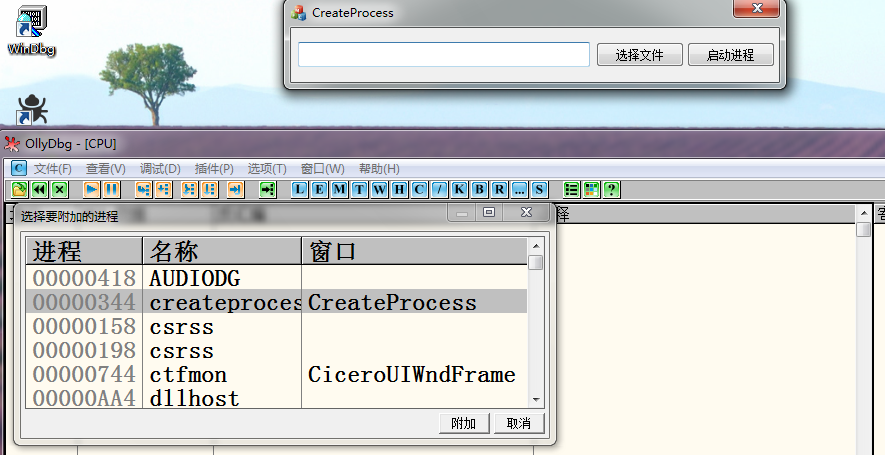 WinDbg
CreateProcess
选择文件 启动进程
OllyDbg - [CPU]
C 文件(F) 查看(V) 调试(D) 插件(P) 选项(T) 窗口(W) 帮助(H)
L E M T W H C / K B R ... S ?
选择要附加的进程
释
进程 名称 窗口
00000418 AUDIODG
00000344 createproces CreateProcess
00000158 csrss
00000198 csrss
00000744 ctfmon CiceroUIWndFrame
00000AA4 dllhost
附加 取消